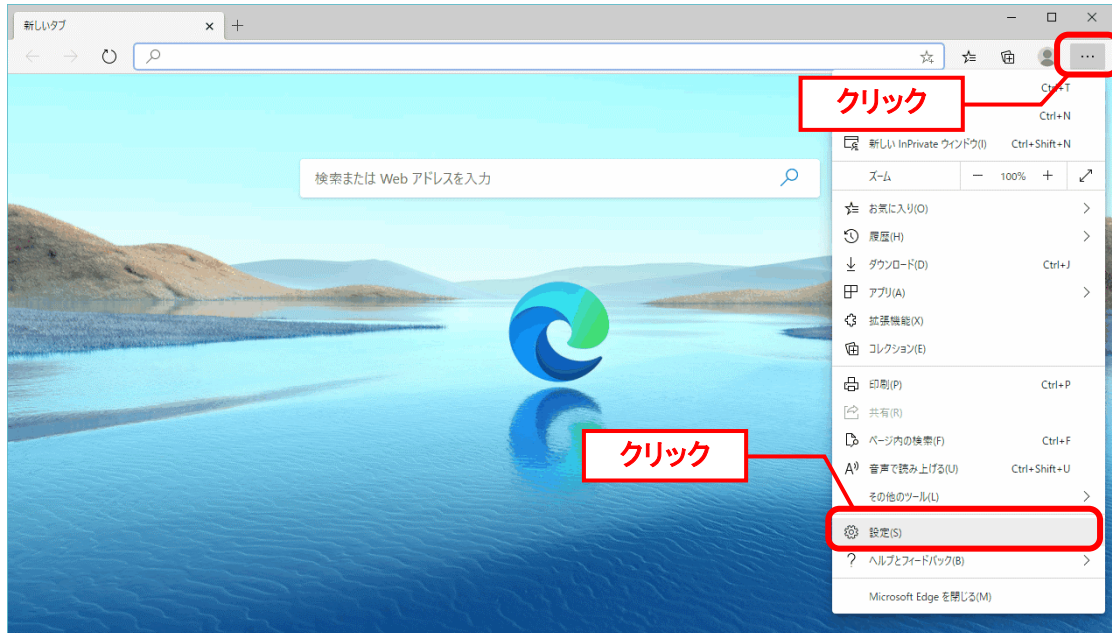 新しいタブ
クリック
Ctrl+T
Ctrl+N
新しい InPrivate ウィンドウ(I) Ctrl+Shift+N
ズーム 100%
検索または Web アドレスを入力
お気に入り(O)
履歴(H)
ダウンロード(D) Ctrl+J
アプリ(A)
拡張機能(X)
コレクション(E)
印刷(P) Ctrl+P
共有(R)
ページ内の検索(F) Ctrl+F
クリック
音声で読み上げる(U) Ctrl+Shift+U
その他のツール(L)
設定(S)
ヘルプとフィードバック(B)
Microsoft Edge を閉じる(M)